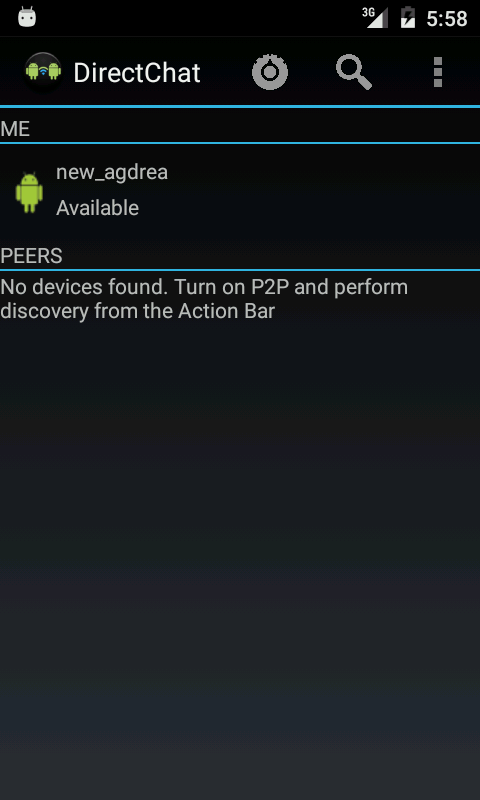 3G 5:58
DirectChat
ME
new_agdrea
Available
PEERS
No devices found. Turn on P2P and perform
discovery from the Action Bar